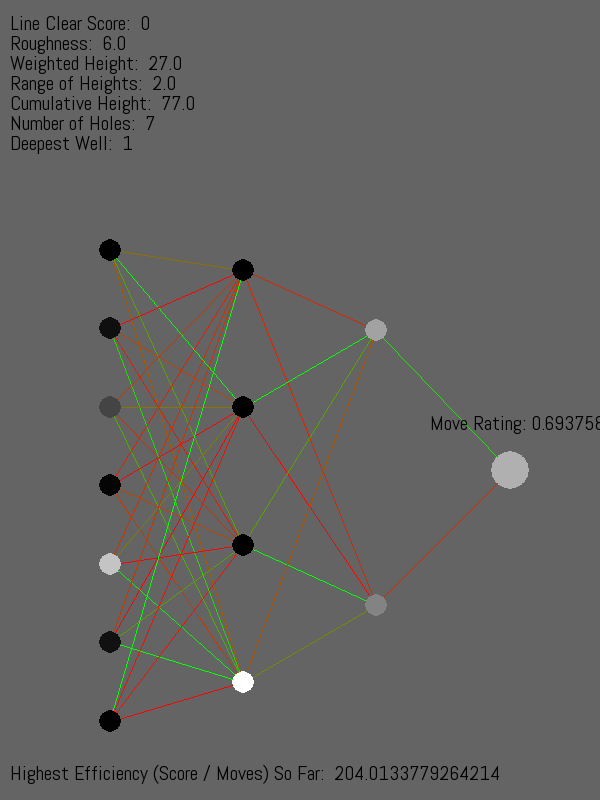 Line Clear Score: 0
Roughness: 6.0
Weighted Height: 27.0
Range of Heights: 2.0
Cumulative Height: 77.0
Number of Holes: 7
Deepest Well: 1
Move Rating: 0.693758
Highest Efficiency (Score / Moves) So Far: 204.0133779264214